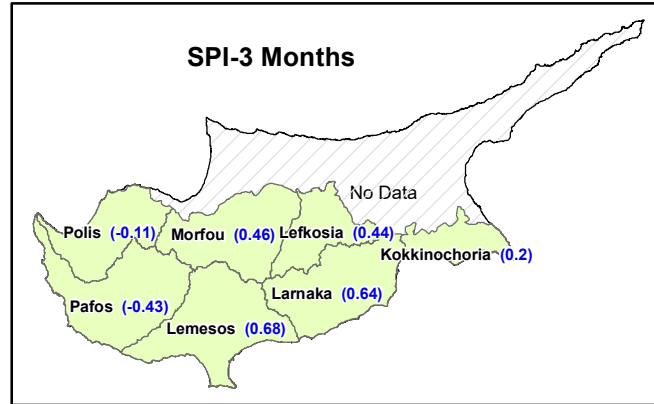 SPI-3 Months
No Data
Polis (-0.11)
Morfou (0.46)
Lefkosia (0.44)
Kokkinochoria (0.2)
Pafos (-0.43)
Lemesos (0.68)
Larnaka (0.64)